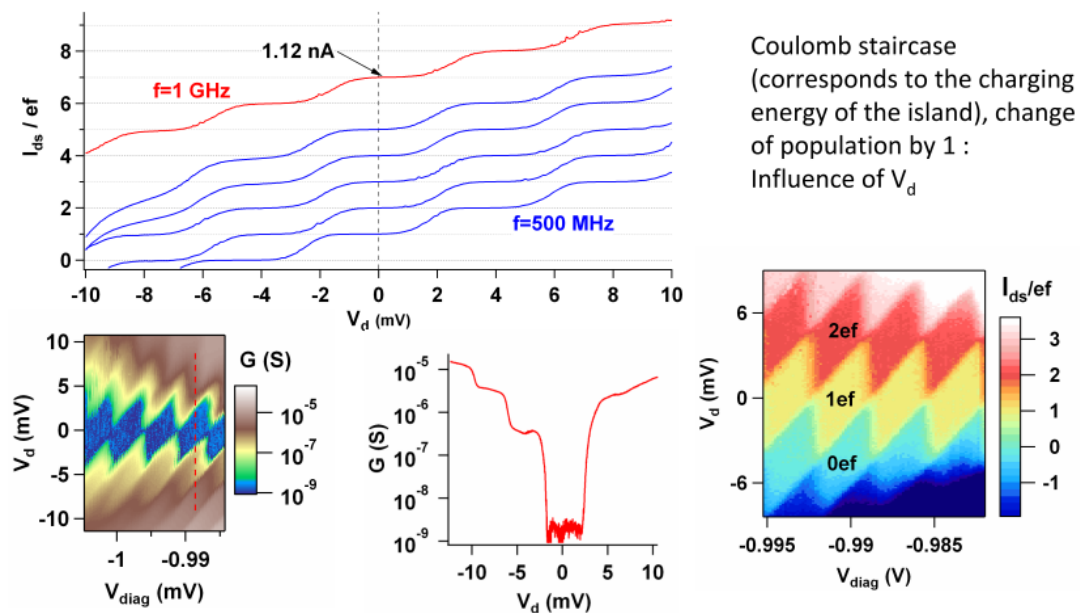 8
6
4
2
0
I_ds / ef
1.12 nA
f=1 GHz
f=500 MHz
-10 -8 -6 -4 -2 0 2 4 6 8 10
V_d (mV)
Coulomb staircase
(corresponds to the charging
energy of the island), change
of population by 1 :
Influence of V_d
10
5
0
-5
-10
V_d (mV)
-1 -0.99
V_diag (mV)
G (S)
10^-5
10^-7
10^-9
G (S)
10^-5
10^-6
10^-7
10^-8
10^-9
-10 -5 0 5 10
V_d (mV)
6
0
-6
V_d (mV)
2ef
1ef
0ef
-0.995 -0.99 -0.985
V_diag (V)
I_ds/ef
3
2
1
0
-1